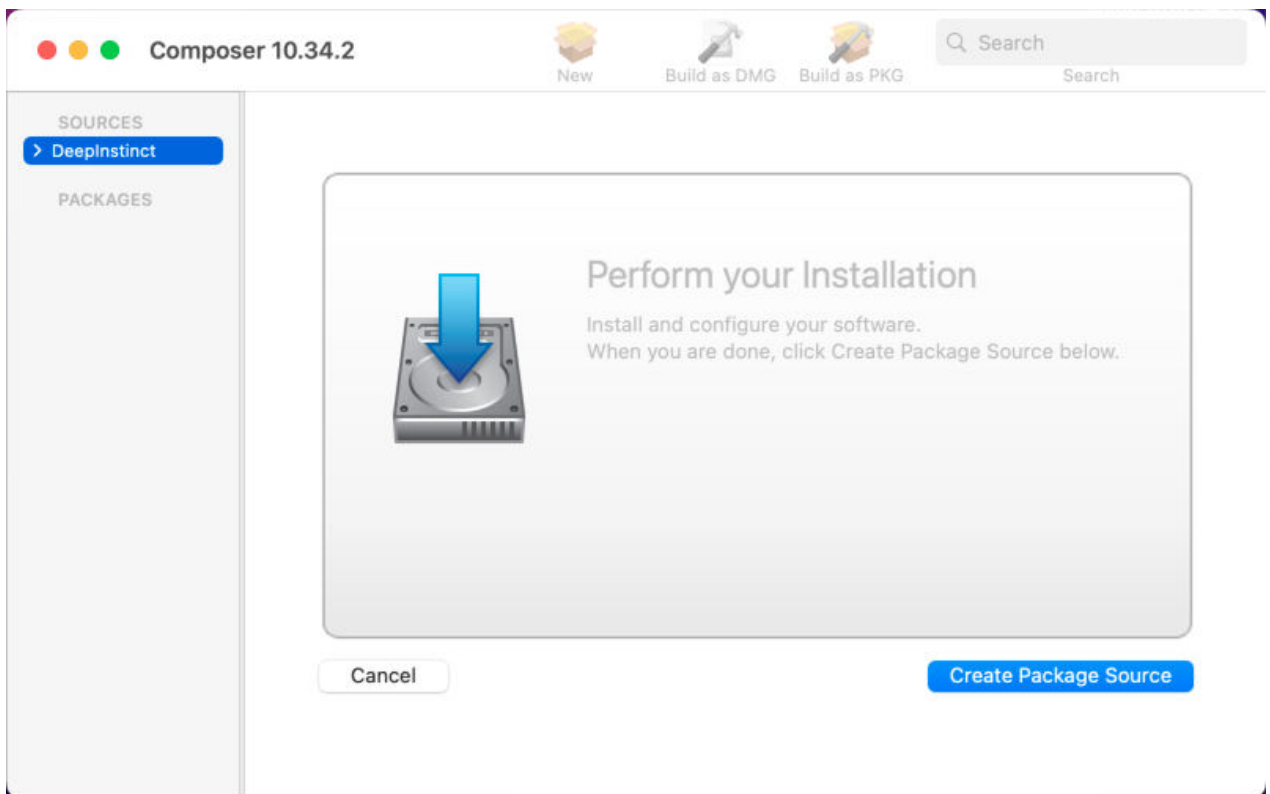 Composer 10.34.2
New
Build as DMG
Build as PKG
Search
Search
SOURCES
DeepInstinct
PACKAGES
Perform your Installation
Install and configure your software.
When you are done, click Create Package Source below.
Cancel
Create Package Source